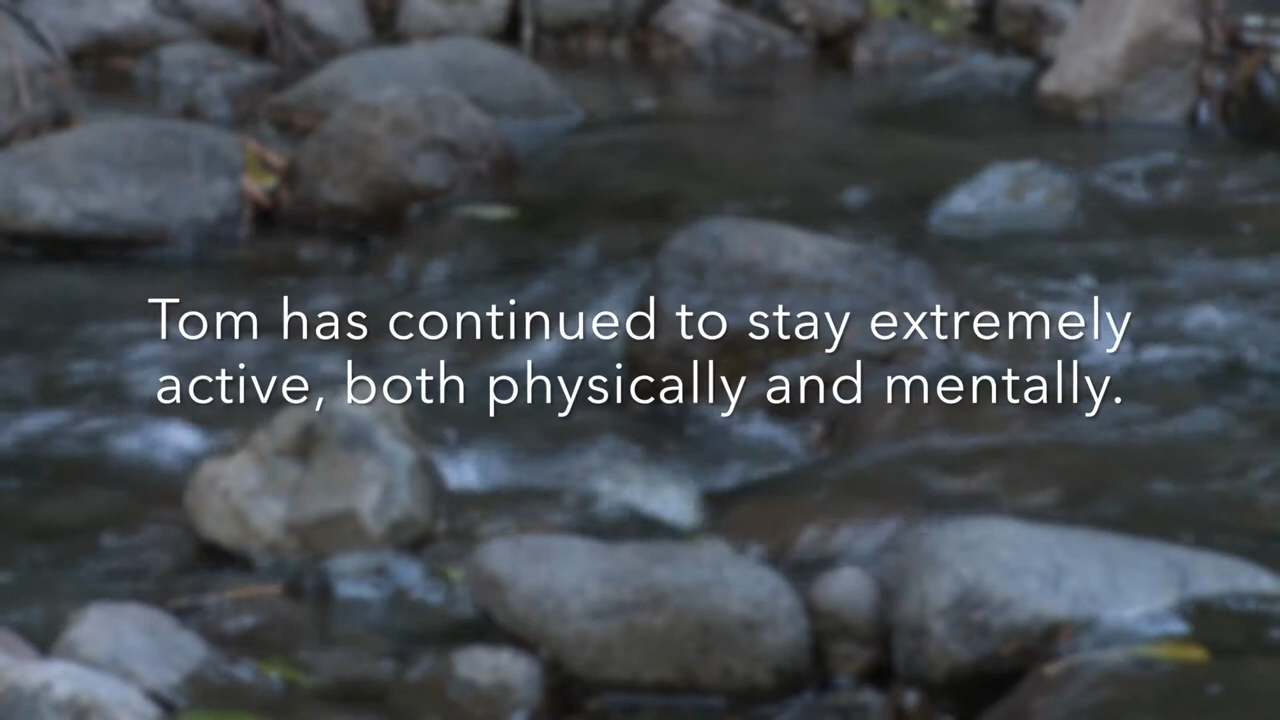 Tom has continued to stay extremely
active, both physically and mentally.